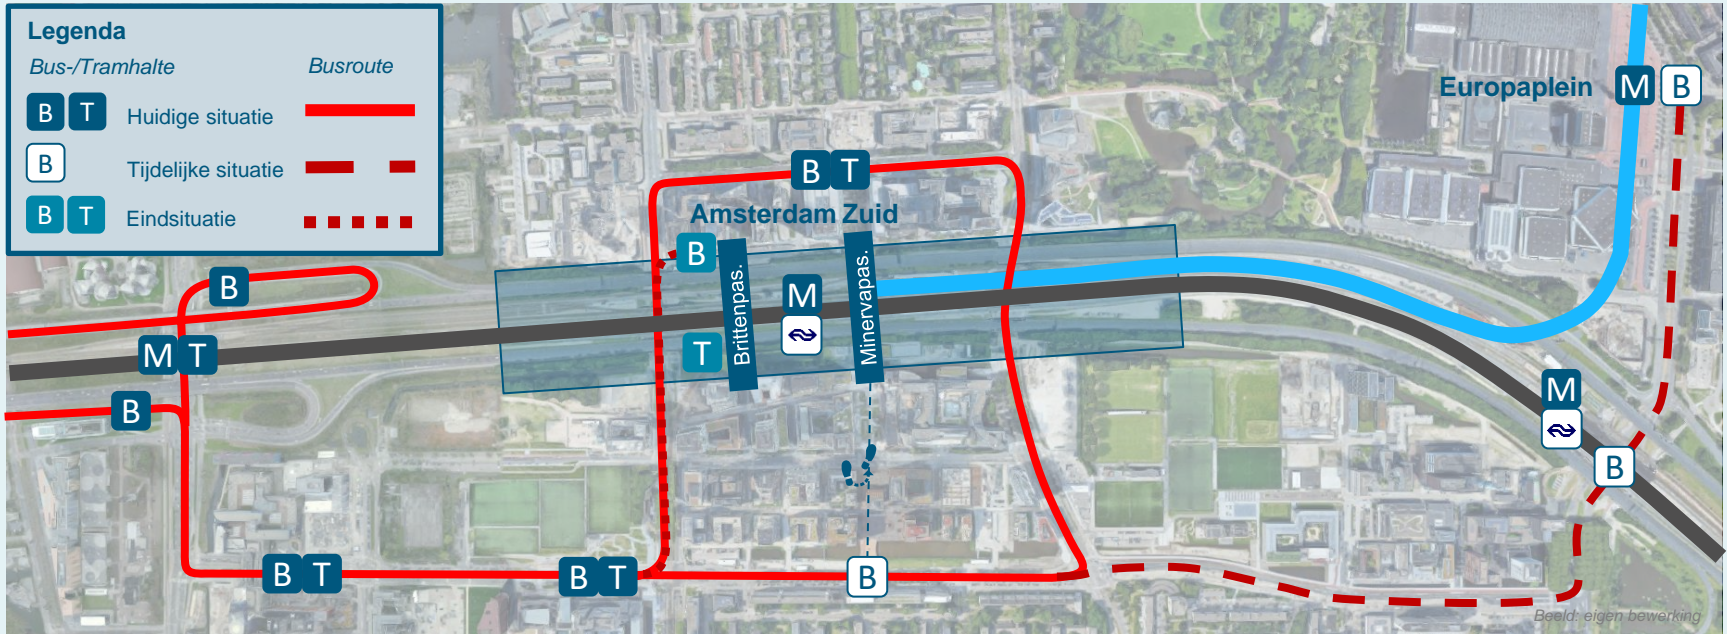 Legenda
Bus-/Tramhalte Busroute
B T Huidige situatie
B Tijdelijke situatie
B T Eindsituatie
Europaplein M B
B T
Amsterdam Zuid
B
Brittenpas.
Minervapas.
M
T
B
M T
B
M
B
B T
B T
B
Beeld: eigen bewerking